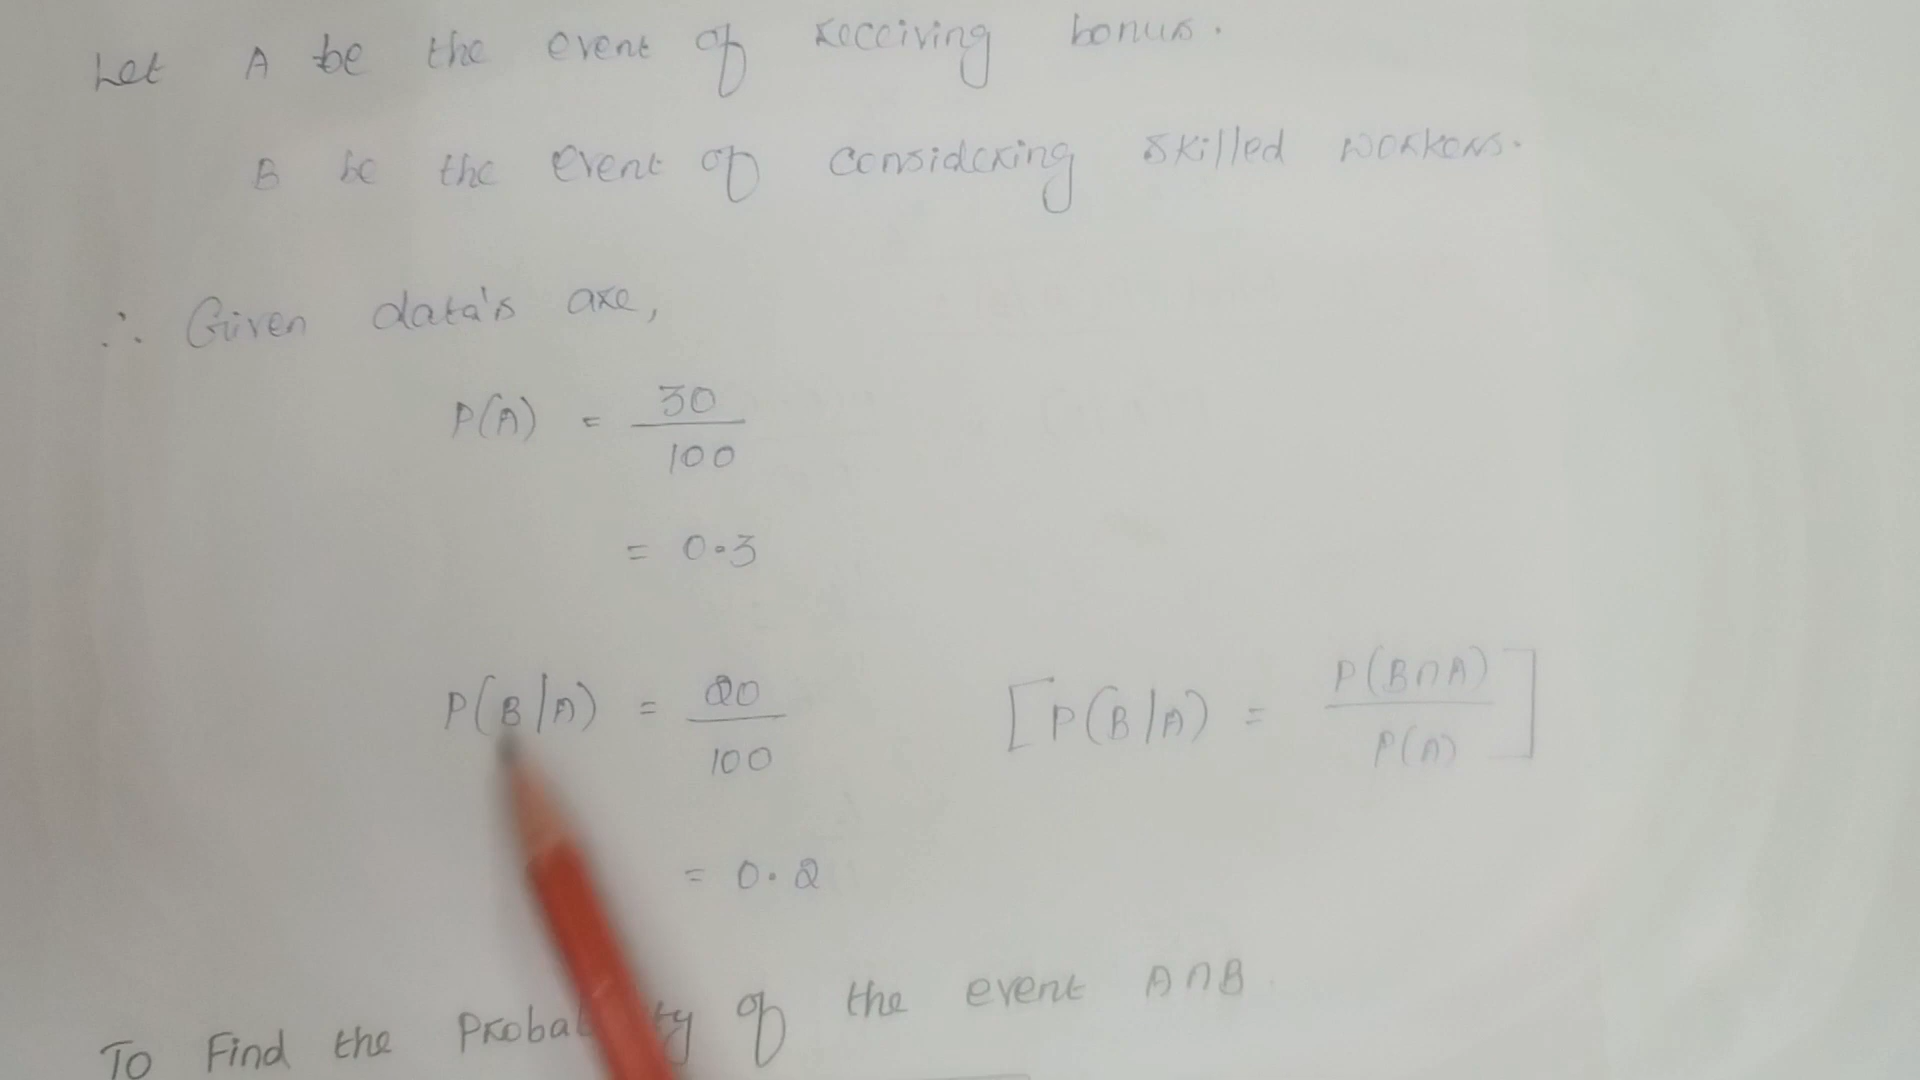 Let A be the event of receiving bonus.
B be the event of considering skilled workers.
∴ Given data's are,
P(A) = 30/100
= 0.3
P(B/A) = 20/100 [P(B/A) = P(B∩A)/P(A)]
= 0.2
To Find the of the event A∩B